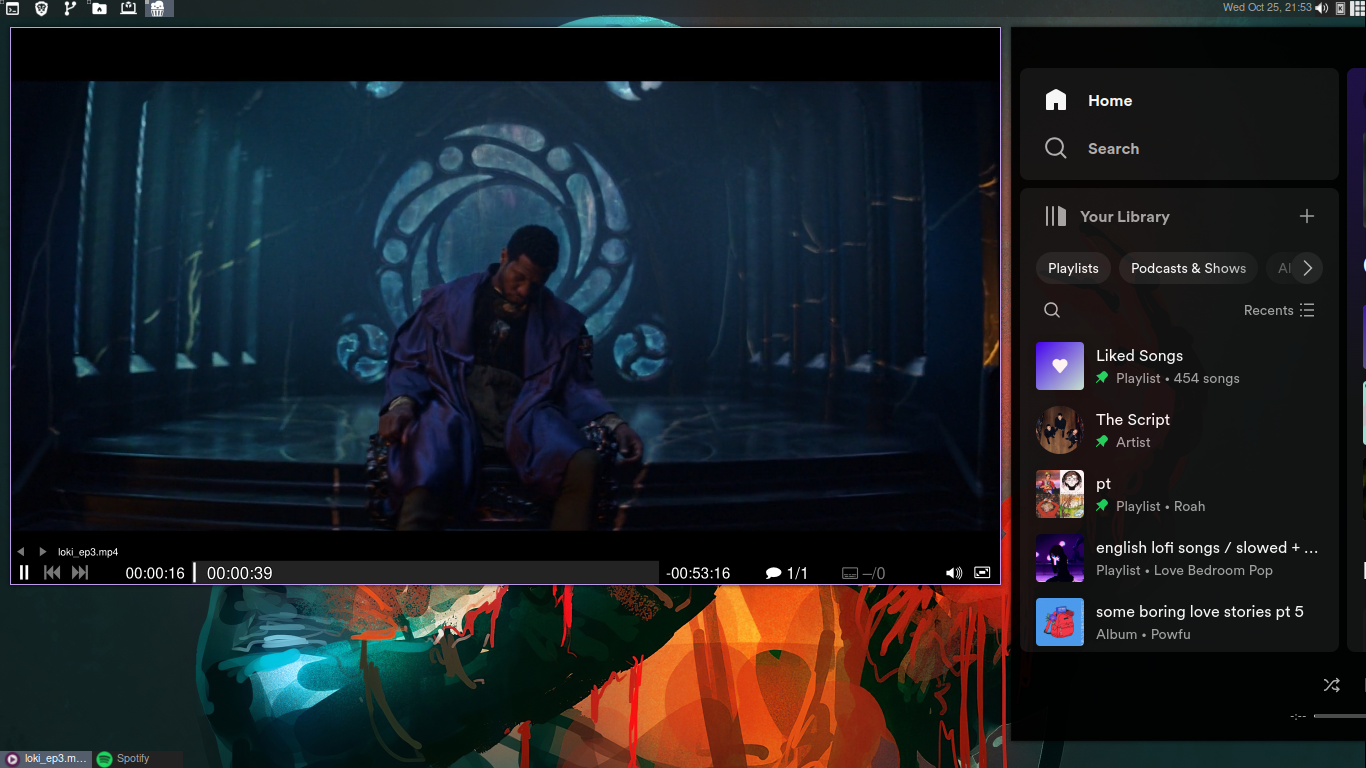 Wed Oct 25, 21:53
Home
Search
Your Library
Playlists
Podcasts & Shows
Recents
Liked Songs
Playlist • 454 songs
The Script
Artist
pt
Playlist • Roah
english lofi songs / slowed + ...
Playlist • Love Bedroom Pop
some boring love stories pt 5
Album • Powfu
-:--
loki_ep3.mp4
00:00:16
00:00:39
-00:53:16
1/1
–/0
loki_ep3.m...
Spotify